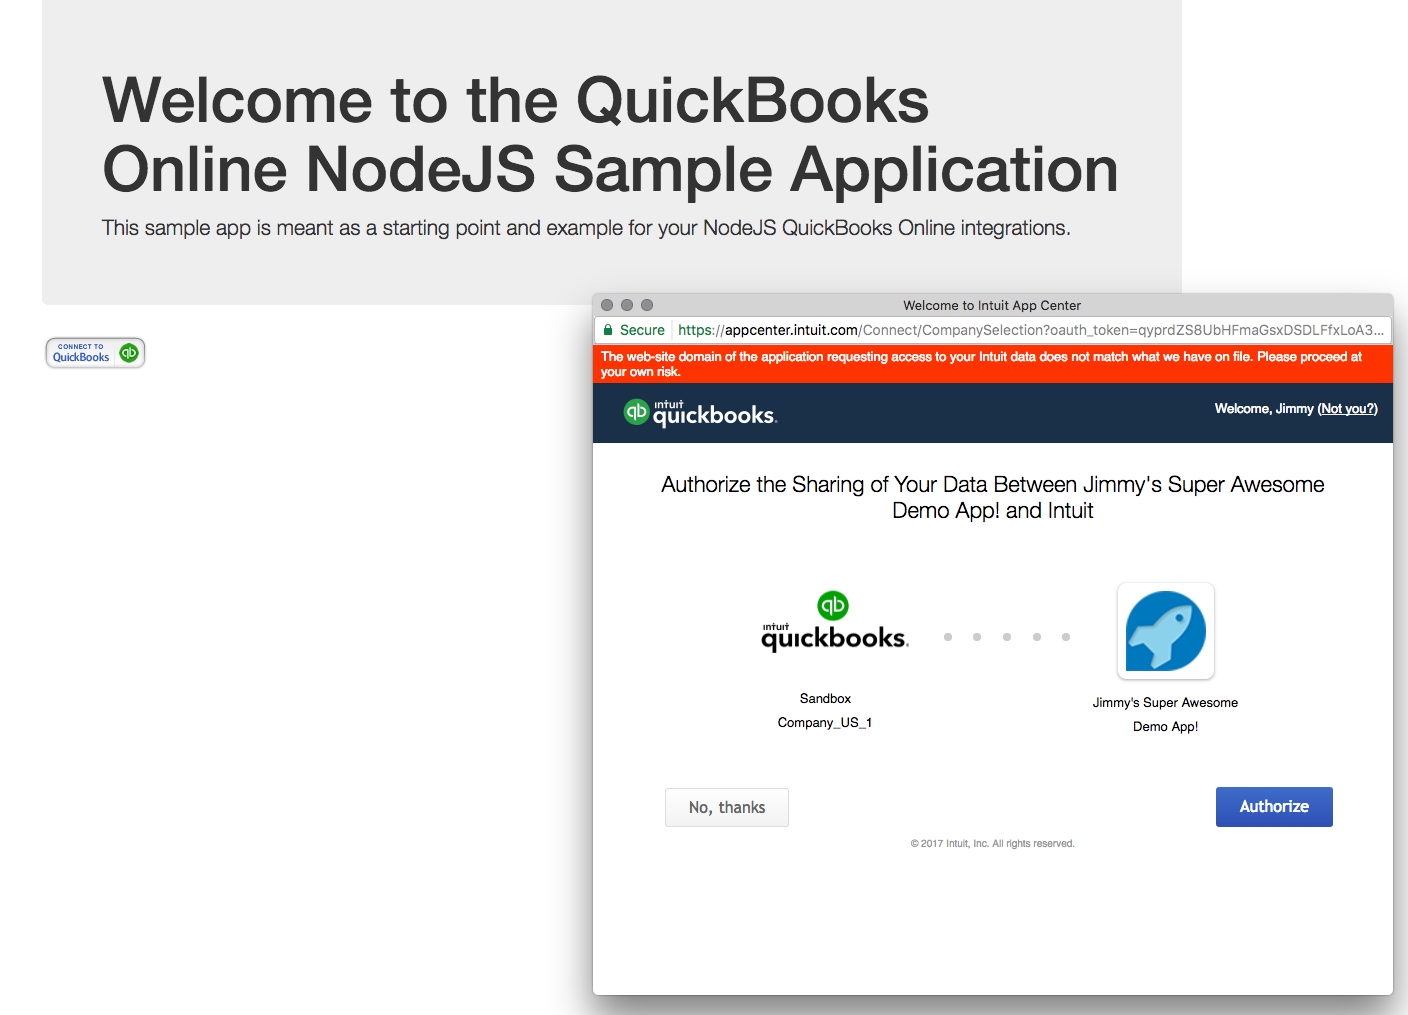 Welcome to the QuickBooks
Online NodeJS Sample Application
This sample app is meant as a starting point and example for your NodeJS QuickBooks Online integrations.
CONNECT TO
QuickBooks
qb
Welcome to Intuit App Center
Secure https://appcenter.intuit.com/Connect/CompanySelection?oauth_token=qyprdZS8UbHFmaGsxDSDLFfxLoA3...
The web-site domain of the application requesting access to your Intuit data does not match what we have on file. Please proceed at
your own risk.
qb intuit quickbooks.
Welcome, Jimmy (Not you?)
Authorize the Sharing of Your Data Between Jimmy's Super Awesome
Demo App! and Intuit
qb
intuit
quickbooks.
Sandbox
Company_US_1
Jimmy's Super Awesome
Demo App!
No, thanks
Authorize
© 2017 Intuit, Inc. All rights reserved.